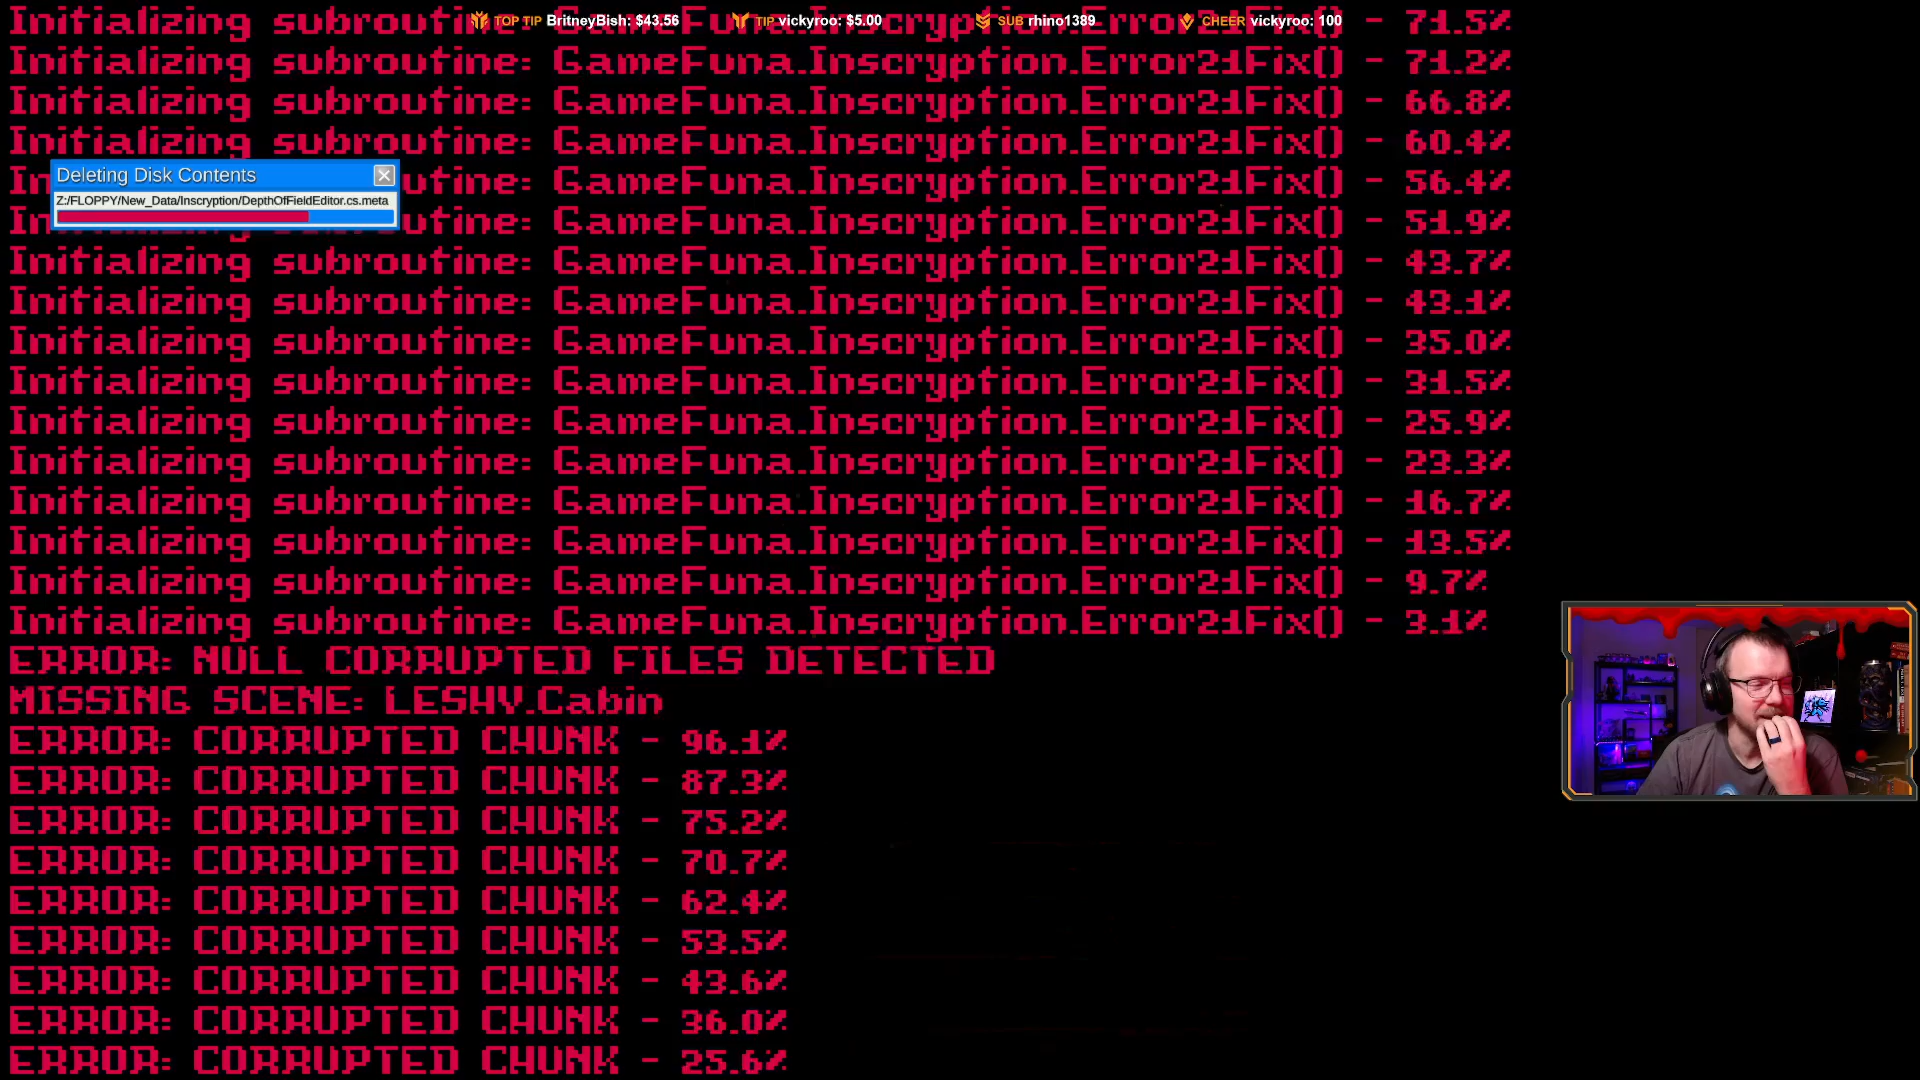 TOP TIP BritneyBish: $43.56 TIP vickyroo: $5.00 SUB rhino1389 CHEER vickyroo: 100
Initializing subroutine: GameFuna.Inscryption.Error21Fix() - 71.5%
Initializing subroutine: GameFuna.Inscryption.Error21Fix() - 71.2%
Initializing subroutine: GameFuna.Inscryption.Error21Fix() - 66.8%
Initializing subroutine: GameFuna.Inscryption.Error21Fix() - 60.4%
Deleting Disk Contents
Z:/FLOPPY/New_Data/Inscryption/DepthOfFieldEditor.cs.meta
In utine: GameFuna.Inscryption.Error21Fix() - 56.4%
In utine: GameFuna.Inscryption.Error21Fix() - 51.9%
Initializing subroutine: GameFuna.Inscryption.Error21Fix() - 43.7%
Initializing subroutine: GameFuna.Inscryption.Error21Fix() - 43.1%
Initializing subroutine: GameFuna.Inscryption.Error21Fix() - 35.0%
Initializing subroutine: GameFuna.Inscryption.Error21Fix() - 31.5%
Initializing subroutine: GameFuna.Inscryption.Error21Fix() - 25.9%
Initializing subroutine: GameFuna.Inscryption.Error21Fix() - 23.3%
Initializing subroutine: GameFuna.Inscryption.Error21Fix() - 16.7%
Initializing subroutine: GameFuna.Inscryption.Error21Fix() - 13.5%
Initializing subroutine: GameFuna.Inscryption.Error21Fix() - 9.7%
Initializing subroutine: GameFuna.Inscryption.Error21Fix() - 3.1%
ERROR: NULL CORRUPTED FILES DETECTED
MISSING SCENE: LESHV.Cabin
ERROR: CORRUPTED CHUNK - 96.1%
ERROR: CORRUPTED CHUNK - 87.3%
ERROR: CORRUPTED CHUNK - 75.2%
ERROR: CORRUPTED CHUNK - 70.7%
ERROR: CORRUPTED CHUNK - 62.4%
ERROR: CORRUPTED CHUNK - 53.5%
ERROR: CORRUPTED CHUNK - 43.6%
ERROR: CORRUPTED CHUNK - 36.0%
ERROR: CORRUPTED CHUNK - 25.6%